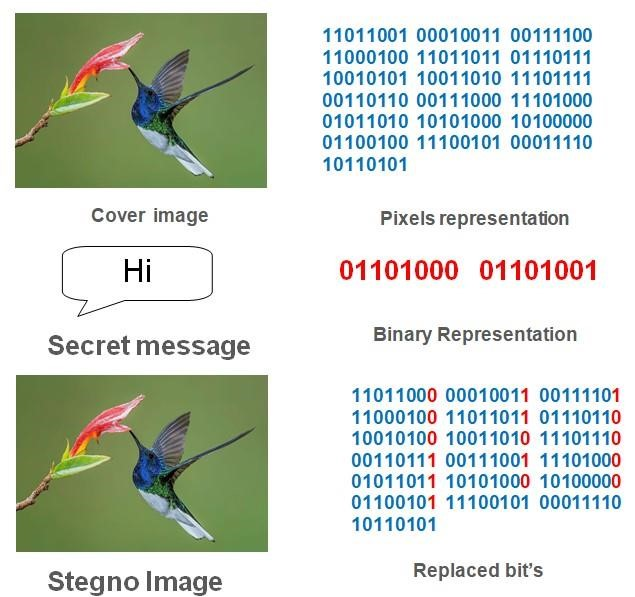 11011001 00010011 00111100
11000100 11011011 01110111
10010101 10011010 11101111
00110110 00111000 11101000
01011010 10101000 10100000
01100100 11100101 00011110
10110101
Cover image
Pixels representation
Hi
01101000 01101001
Secret message
Binary Representation
11011000 00010011 00111101
11000100 11011011 01110110
10010100 10011010 11101110
00110111 00111001 11101000
01011011 10101000 10100000
01100101 11100101 00011110
10110101
Stegno Image
Replaced bit’s